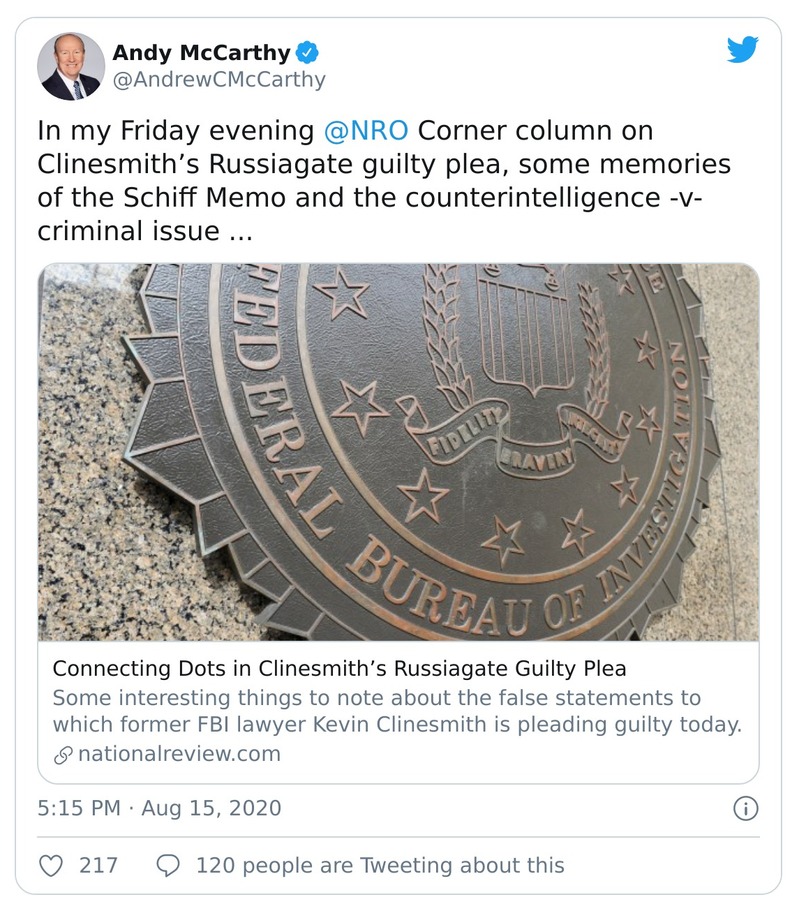 Andy McCarthy
@AndrewCMcCarthy
In my Friday evening @NRO Corner column on
Clinesmith’s Russiagate guilty plea, some memories
of the Schiff Memo and the counterintelligence -v-
criminal issue ...
FEDERAL BUREAU OF INVESTIGATION
FIDELITY
BRAVERY
INTEGRITY
Connecting Dots in Clinesmith’s Russiagate Guilty Plea
Some interesting things to note about the false statements to
which former FBI lawyer Kevin Clinesmith is pleading guilty today.
nationalreview.com
5:15 PM · Aug 15, 2020
217
120 people are Tweeting about this